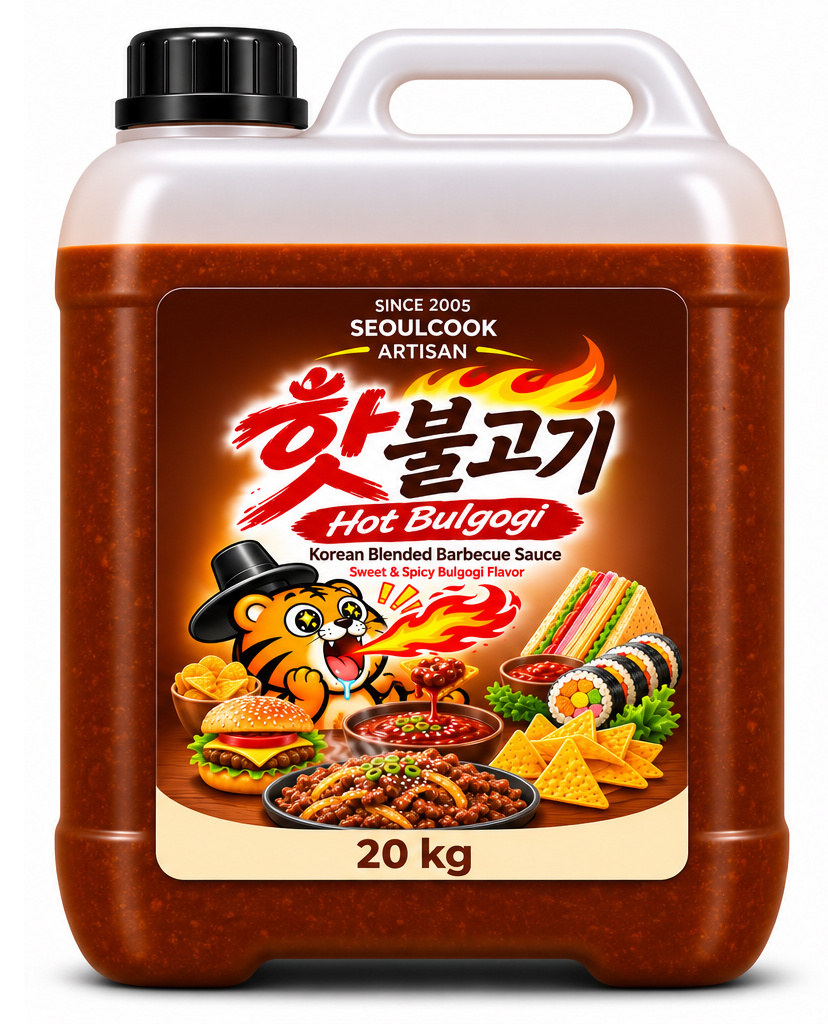 SINCE 2005
SEOULCOOK
ARTISAN
핫불고기
Hot Bulgogi
Korean Blended Barbecue Sauce
Sweet & Spicy Bulgogi Flavor
20 kg